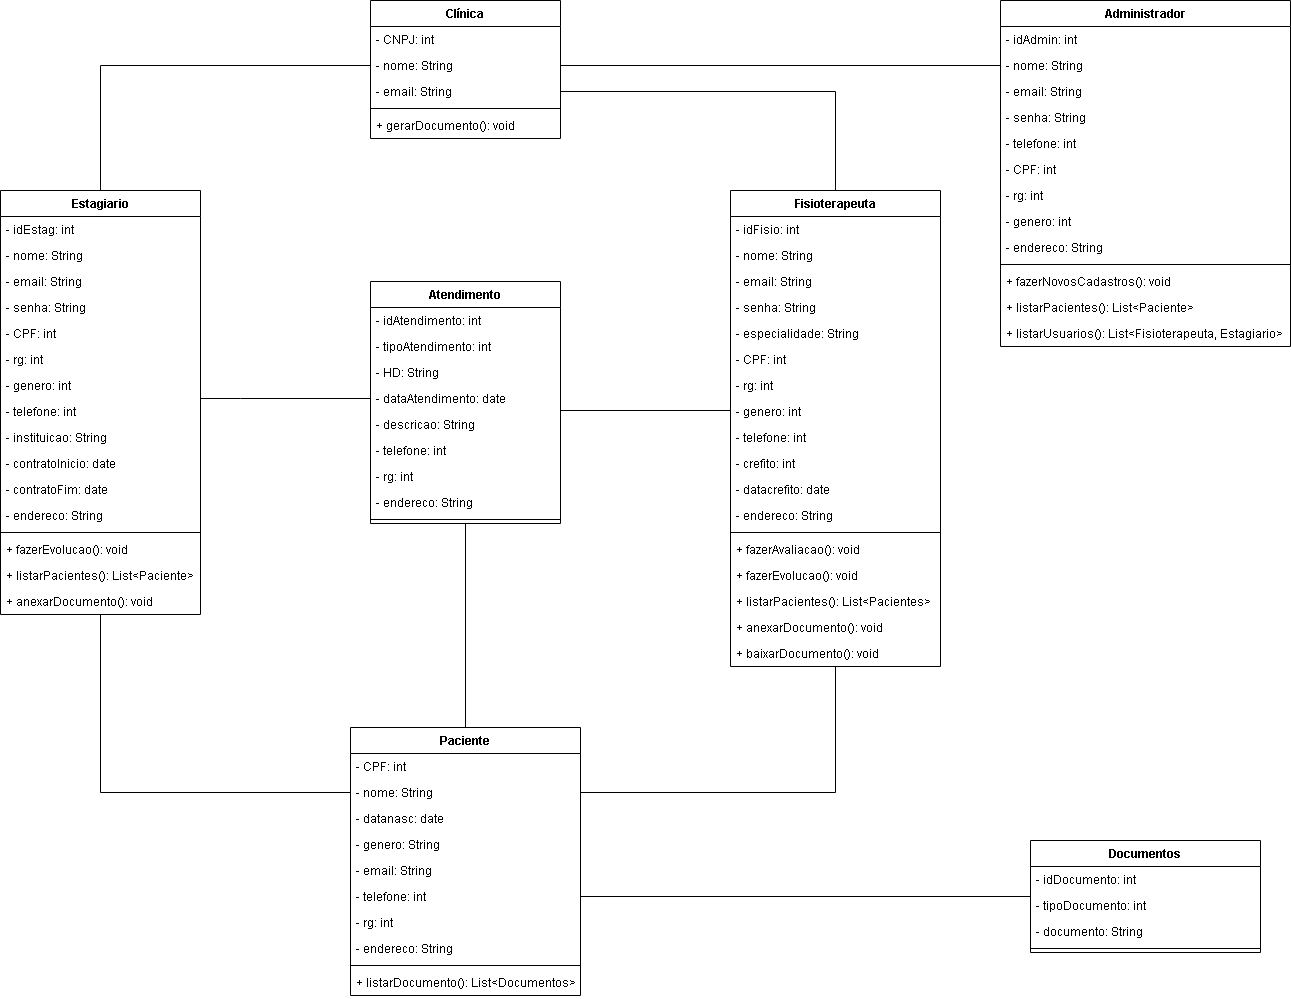 Clínica
- CNPJ: int
- nome: String
- email: String
+ gerarDocumento(): void
Administrador
- idAdmin: int
- nome: String
- email: String
- senha: String
- telefone: int
- CPF: int
- rg: int
- genero: int
- endereco: String
+ fazerNovosCadastros(): void
+ listarPacientes(): List<Paciente>
+ listarUsuarios(): List<Fisioterapeuta, Estagiario>
Estagiario
- idEstag: int
- nome: String
- email: String
- senha: String
- CPF: int
- rg: int
- genero: int
- telefone: int
- instituicao: String
- contratoInicio: date
- contratoFim: date
- endereco: String
+ fazerEvolucao(): void
+ listarPacientes(): List<Paciente>
+ anexarDocumento(): void
Atendimento
- idAtendimento: int
- tipoAtendimento: int
- HD: String
- dataAtendimento: date
- descricao: String
- telefone: int
- rg: int
- endereco: String
Fisioterapeuta
- idFisio: int
- nome: String
- email: String
- senha: String
- especialidade: String
- CPF: int
- rg: int
- genero: int
- telefone: int
- crefito: int
- datacrefito: date
- endereco: String
+ fazerAvaliacao(): void
+ fazerEvolucao(): void
+ listarPacientes(): List<Pacientes>
+ anexarDocumento(): void
+ baixarDocumento(): void
Paciente
- CPF: int
- nome: String
- datanasc: date
- genero: String
- email: String
- telefone: int
- rg: int
- endereco: String
+ listarDocumento(): List<Documentos>
Documentos
- idDocumento: int
- tipoDocumento: int
- documento: String